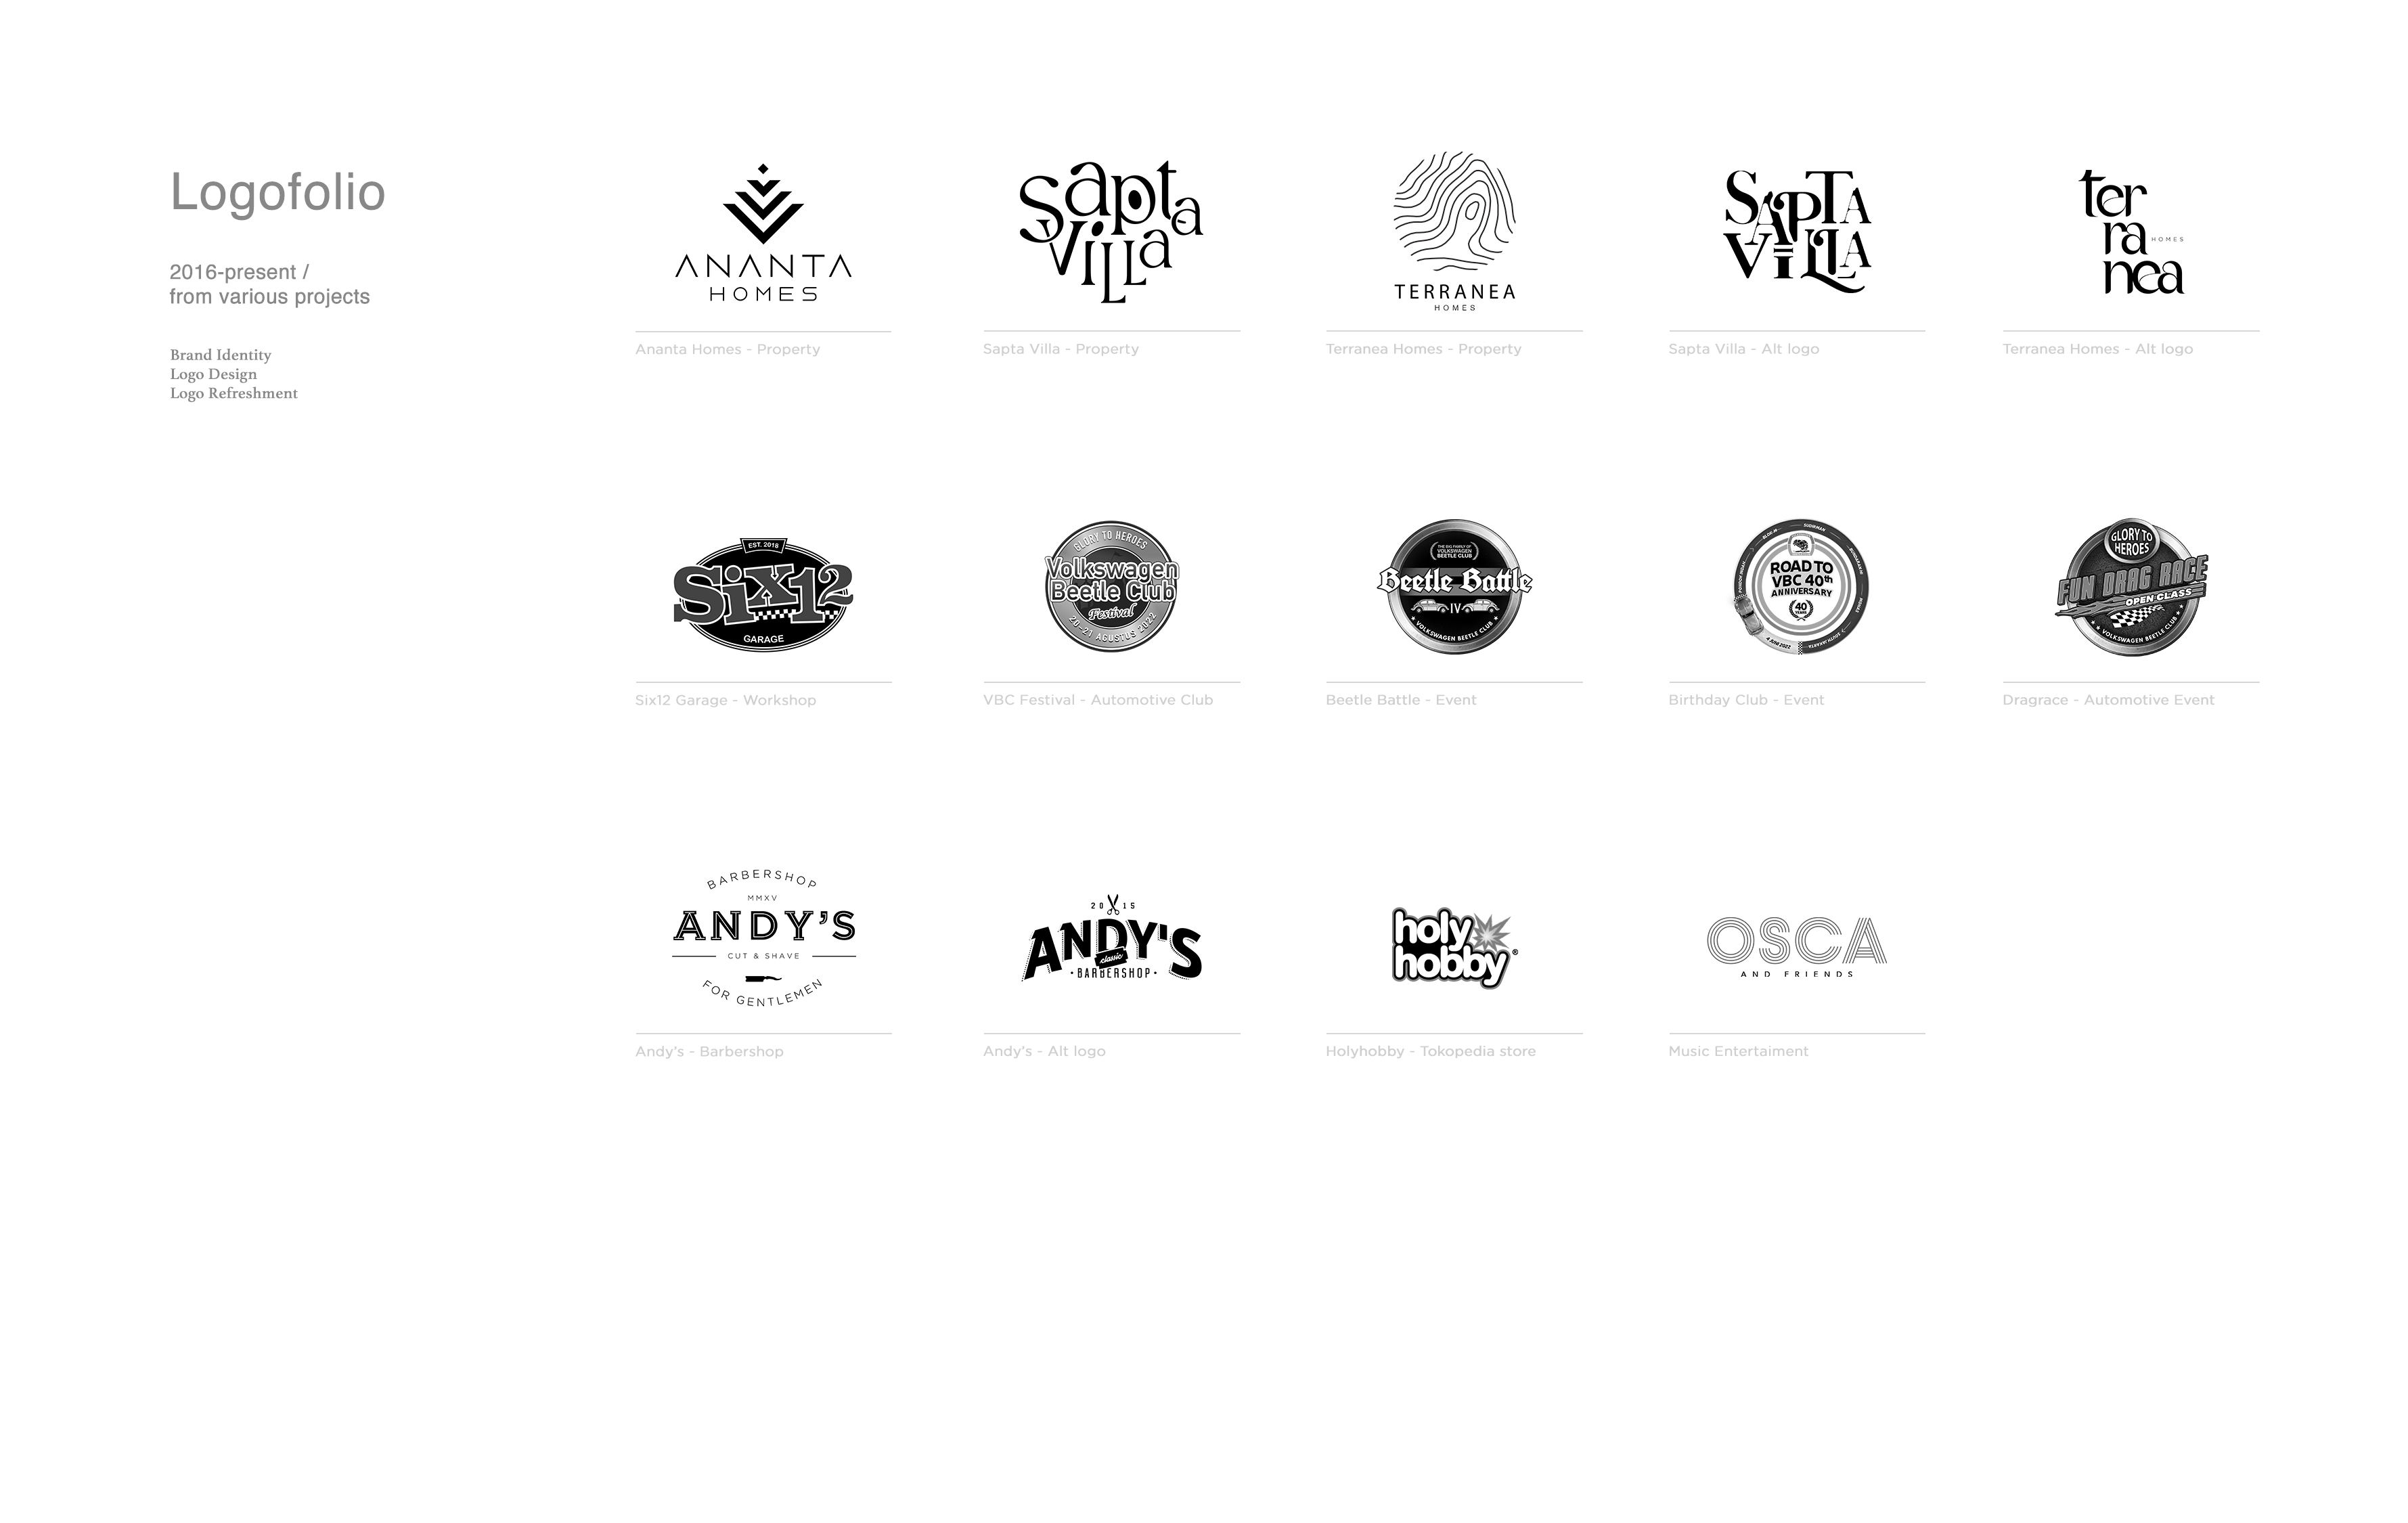 Logofolio
2016-present /
from various projects
Brand Identity
Logo Design
Logo Refreshment
ANANTA
HOMES
Ananta Homes - Property
Sapta
Villa
Sapta Villa - Property
TERRANEA
HOMES
Terranea Homes - Property
SAPTA
ViLLA
Sapta Villa - Alt logo
ter
ra
HOMES
nea
Terranea Homes - Alt logo
EST. 2018
Six12
GARAGE
Six12 Garage - Workshop
GLORY TO HEROES
Volkswagen
Beetle Club
Festival
20-21 AGUSTUS 2022
VBC Festival - Automotive Club
THE BIG FAMILY OF
VOLKSWAGEN
BEETLE CLUB
Beetle Battle
IV
VOLKSWAGEN BEETLE CLUB
Beetle Battle - Event
SUDIRMAN
ROAD TO
VBC 40th
ANNIVERSARY
40
YEARS
4 JUNI 2022
Birthday Club - Event
GLORY TO
HEROES
FUN DRAG RACE
OPEN CLASS
VOLKSWAGEN BEETLE CLUB
Dragrace - Automotive Event
BARBERSHOP
MMXV
ANDY'S
CUT & SHAVE
FOR GENTLEMEN
Andy's - Barbershop
2015
ANDY'S
classic
BARBERSHOP
Andy's - Alt logo
holy
hobby®
Holyhobby - Tokopedia store
OSCA
AND FRIENDS
Music Entertaiment